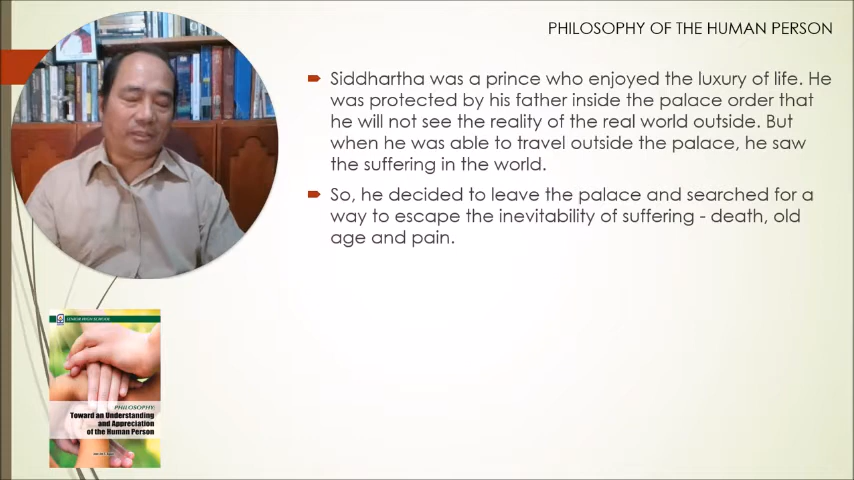 PHILOSOPHY OF THE HUMAN PERSON
Siddhartha was a prince who enjoyed the luxury of life. He
was protected by his father inside the palace order that
he will not see the reality of the real world outside. But
when he was able to travel outside the palace, he saw
the suffering in the world.
So, he decided to leave the palace and searched for a
way to escape the inevitability of suffering - death, old
age and pain.
SENIOR HIGH SCHOOL
PHILOSOPHY
Toward an Understanding
and Appreciation
of the Human Person